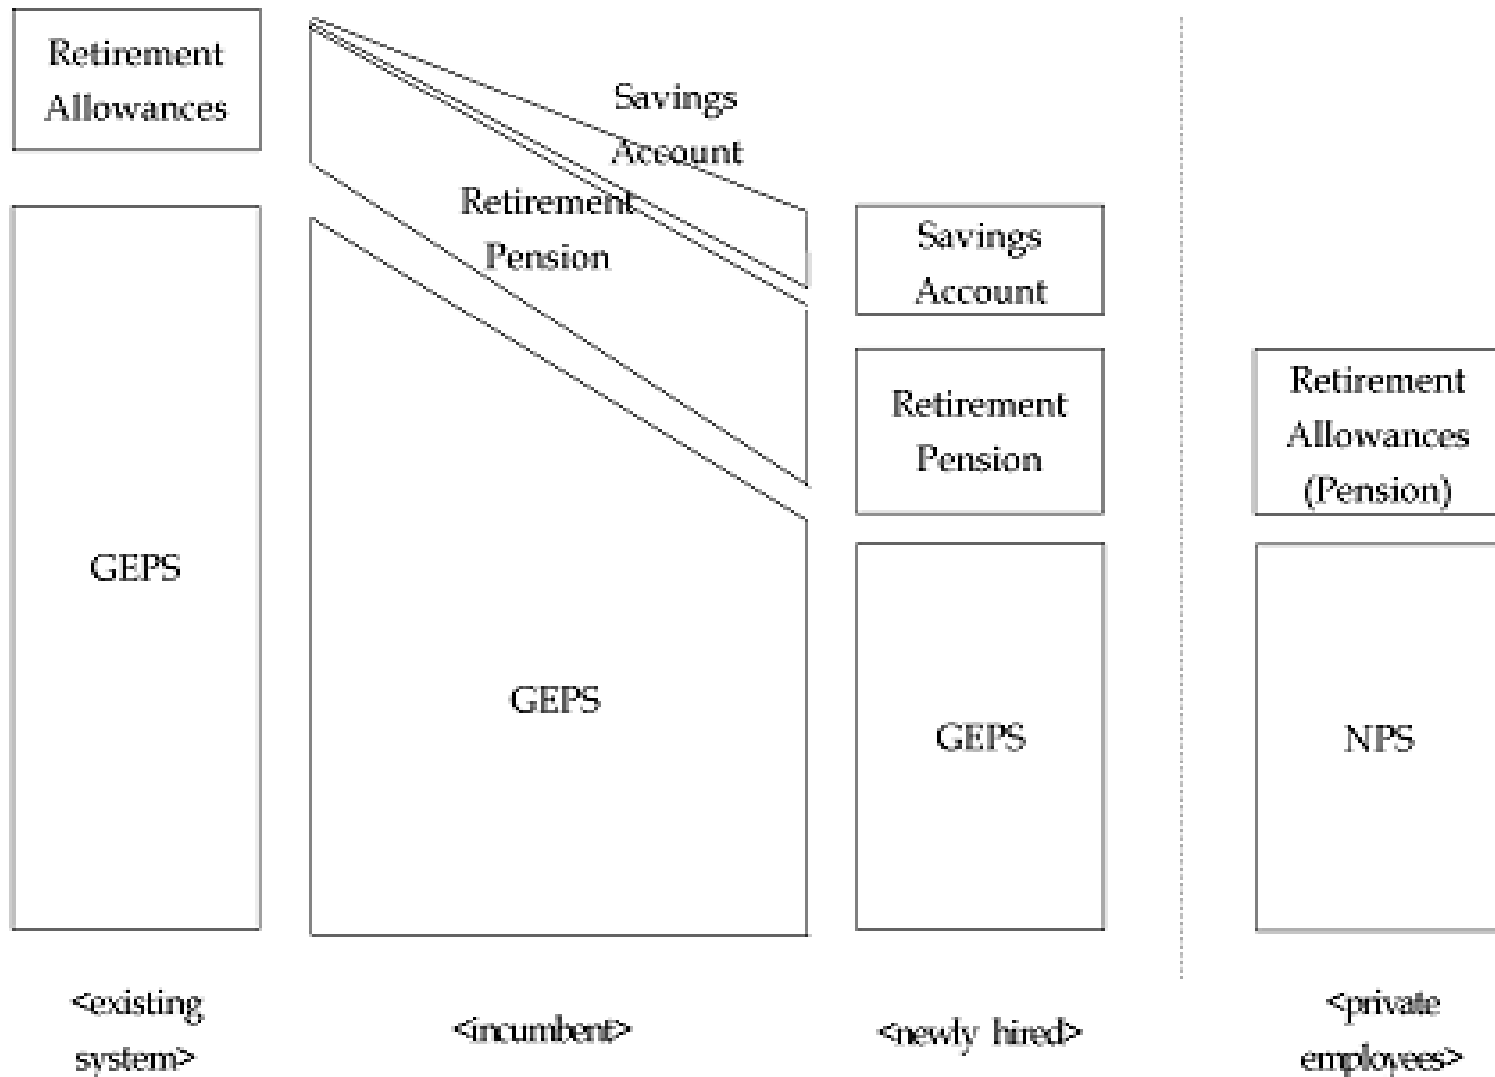 Retirement
Allowances
GEPS
<existing
system>
Savings
Account
Retirement
Pension
GEPS
<incumbent>
Savings
Account
Retirement
Pension
GEPS
<newly hired>
Retirement
Allowances
(Pension)
NPS
<private
employees>